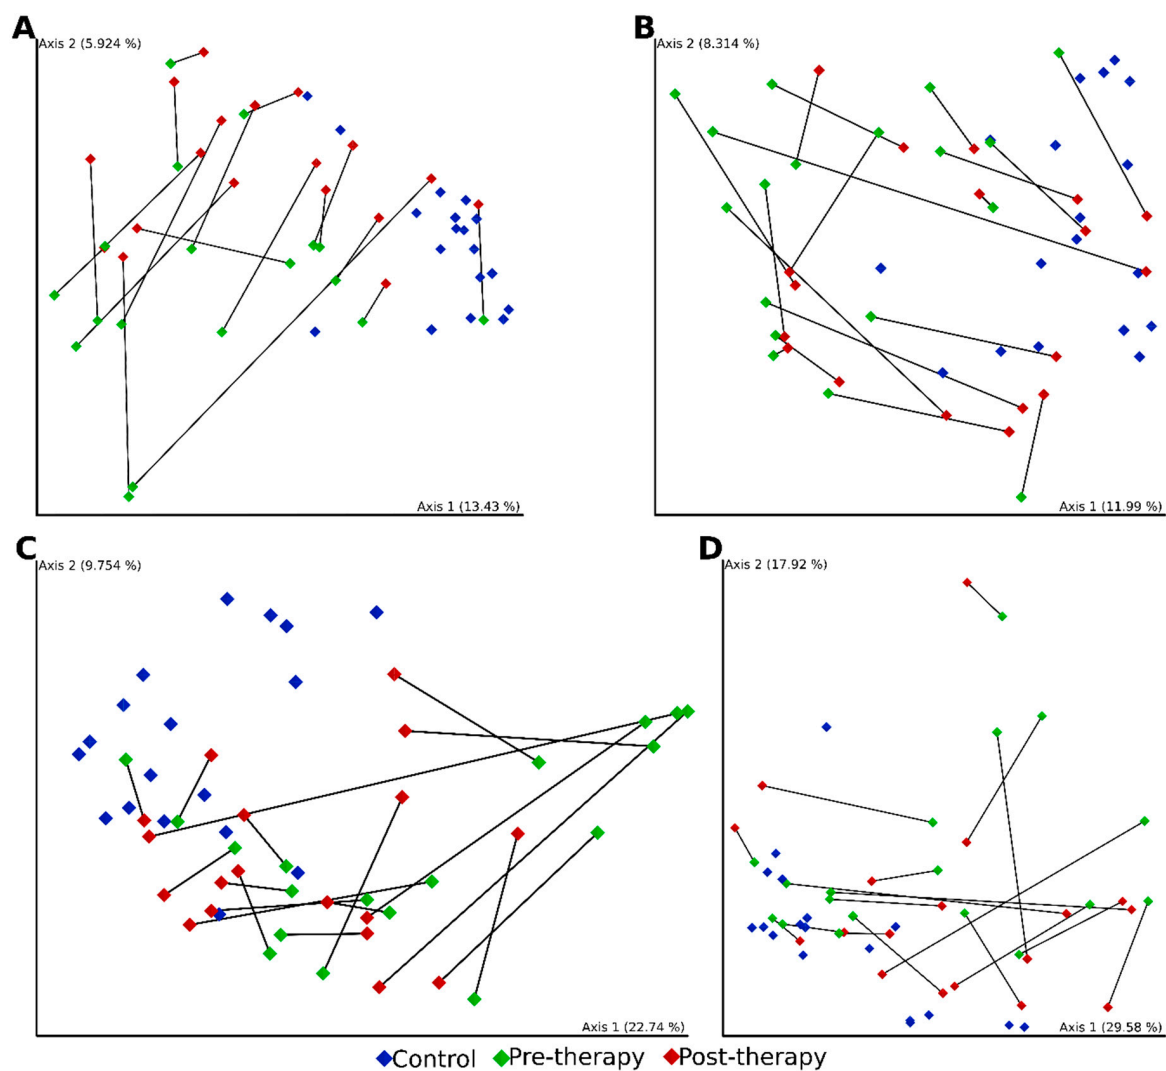 A
Axis 2 (5.924 %)
Axis 1 (13.43 %)
B
Axis 2 (8.314 %)
Axis 1 (11.99 %)
C
Axis 2 (9.754 %)
Axis 1 (22.74 %)
D
Axis 2 (17.92 %)
Axis 1 (29.58 %)
Control Pre-therapy Post-therapy